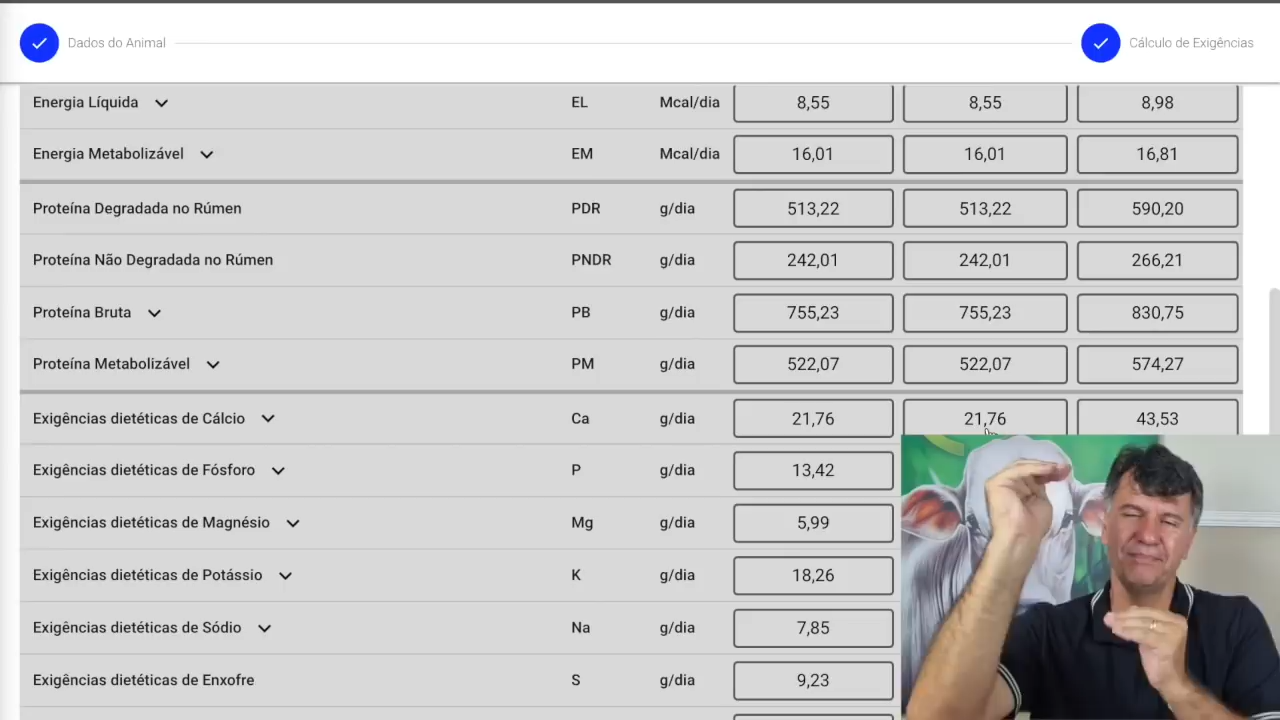 Dados do Animal Cálculo de Exigências
Energia Líquida EL Mcal/dia 8,55 8,55 8,98
Energia Metabolizável EM Mcal/dia 16,01 16,01 16,81
Proteína Degradada no Rúmen PDR g/dia 513,22 513,22 590,20
Proteína Não Degradada no Rúmen PNDR g/dia 242,01 242,01 266,21
Proteína Bruta PB g/dia 755,23 755,23 830,75
Proteína Metabolizável PM g/dia 522,07 522,07 574,27
Exigências dietéticas de Cálcio Ca g/dia 21,76 21,76 43,53
Exigências dietéticas de Fósforo P g/dia 13,42
Exigências dietéticas de Magnésio Mg g/dia 5,99
Exigências dietéticas de Potássio K g/dia 18,26
Exigências dietéticas de Sódio Na g/dia 7,85
Exigências dietéticas de Enxofre S g/dia 9,23